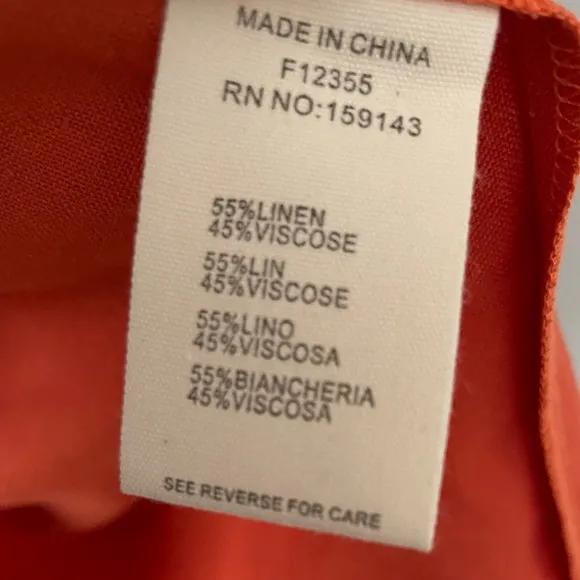 MADE IN CHINA
F12355
RN NO:159143
55%LINEN
45%VISCOSE
55%LIN
45%VISCOSE
55%LINO
45%VISCOSA
55%BIANCHERIA
45%VISCOSA
SEE REVERSE FOR CARE